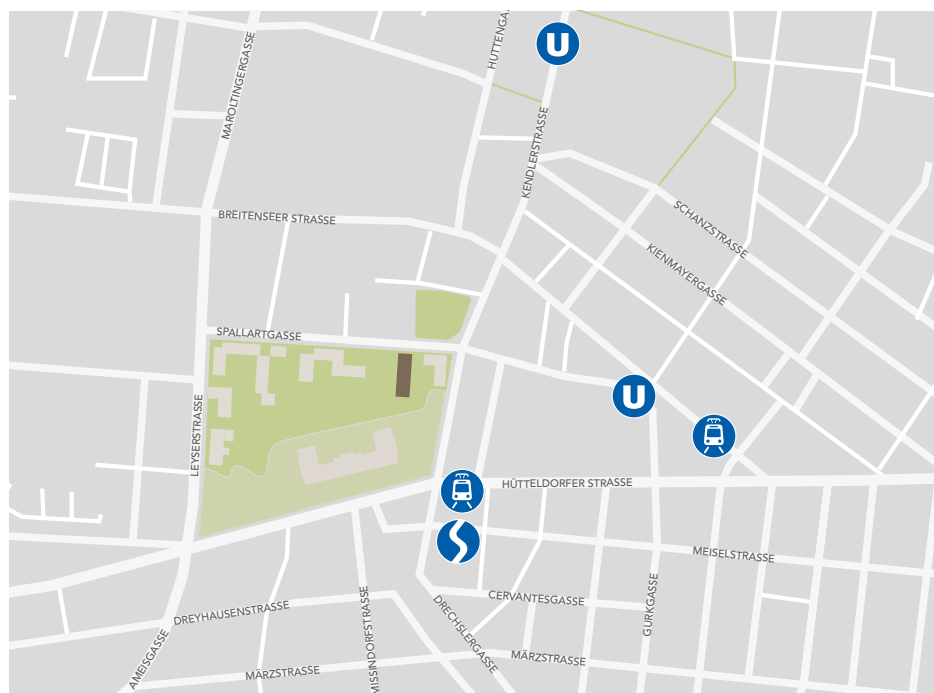 HÜTTENGA
U
MAROLTINGERGASSE
KENDLERSTRASSE
BREITENSEER STRASSE
SCHANZSTRASSE
KIENMAYERGASSE
SPALLARTGASSE
U
LEYSERSTRASSE
HÜTTELDORFER STRASSE
MEISELSTRASSE
CERVANTESGASSE
GURKGASSE
DREYHAUSENSTRASSE
MISSINDORFSTRASSE
DRECHSLERGASSE
AMEISGASSE
MÄRZSTRASSE
MÄRZSTRASSE